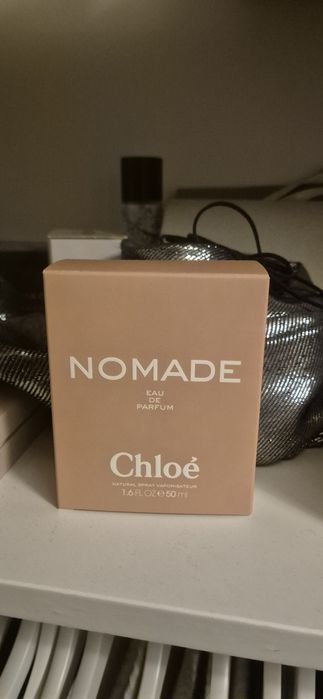 NOMADE
EAU
DE
PARFUM
Chloé
NATURAL SPRAY VAPORISATEUR
1.6 FL OZ ℮ 50 ml